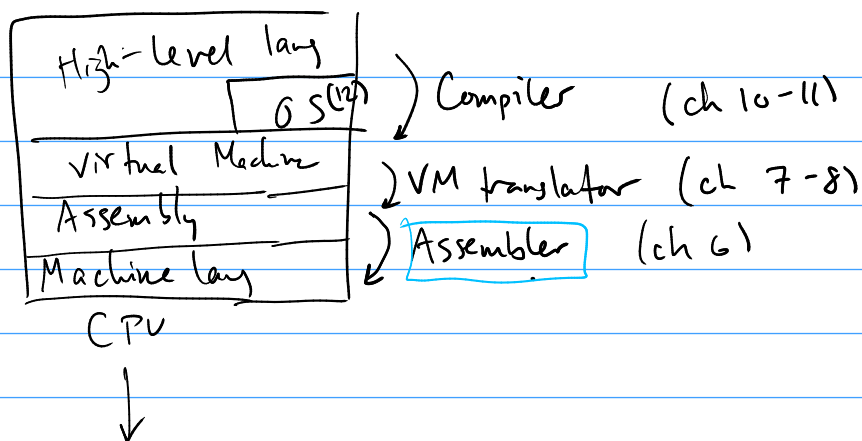 High-level lang
OS (12)
Compiler (ch 10-11)
Virtual Machine
VM translator (ch 7-8)
Assembly
Assembler (ch 6)
Machine lang
CPU